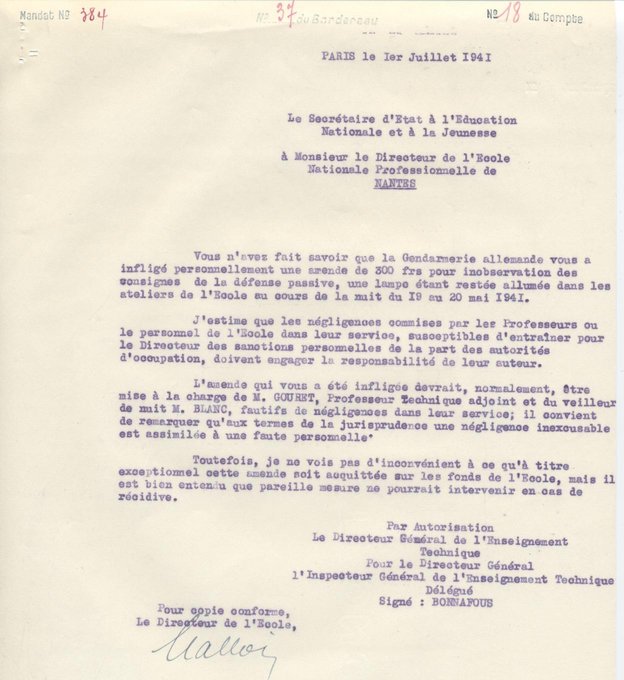 Mandat Nº 384
Nº 37 du Bordereau
Nº 18 du Compte
PARIS le Ier Juillet I94I
Le Secrétaire d'Etat à l'Education
Nationale et à la Jeunesse
à Monsieur le Directeur de l'Ecole
Nationale Professionnelle de
NANTES
Vous n'avez fait savoir que la Gendarmerie allemande vous a
infligé personnellement une amende de 300 frs pour inobservation des
consignes de la défense passive, une lampe étant restée allumée dans les
ateliers de l'Ecole au cours de la nuit du I9 au 20 mai I94I.
J'estime que les négligences commises par les Professeurs ou
le personnel de l'Ecole dans leur service, susceptibles d'entraîner pour
le Directeur des sanctions personnelles de la part des autorités
d'occupation, doivent engager la responsabilité de leur auteur.
L'amende qui vous a été infligée devrait, normalement, être
mise à la charge de M. GOURET, Professeur Technique adjoint et du veilleur
de nuit M. BLANC, fautifs de négligences dans leur service; il convient
de remarquer qu'aux termes de la jurisprudence une négligence inexcusable
est assimilée à une faute personnelle.
Toutefois, je ne vois pas d'inconvénient à ce qu'à titre
exceptionnel cette amende soit acquittée sur les fonds de l'Ecole, mais il
est bien entendu que pareille mesure ne pourrait intervenir en cas de
récidive.
Par Autorisation
Le Directeur Général de l'Enseignement
Technique
Pour le Directeur Général
l'Inspecteur Général de l'Enseignement Technique
Délégué
Signé : BONNAFOUS
Pour copie conforme,
Le Directeur de l'Ecole,